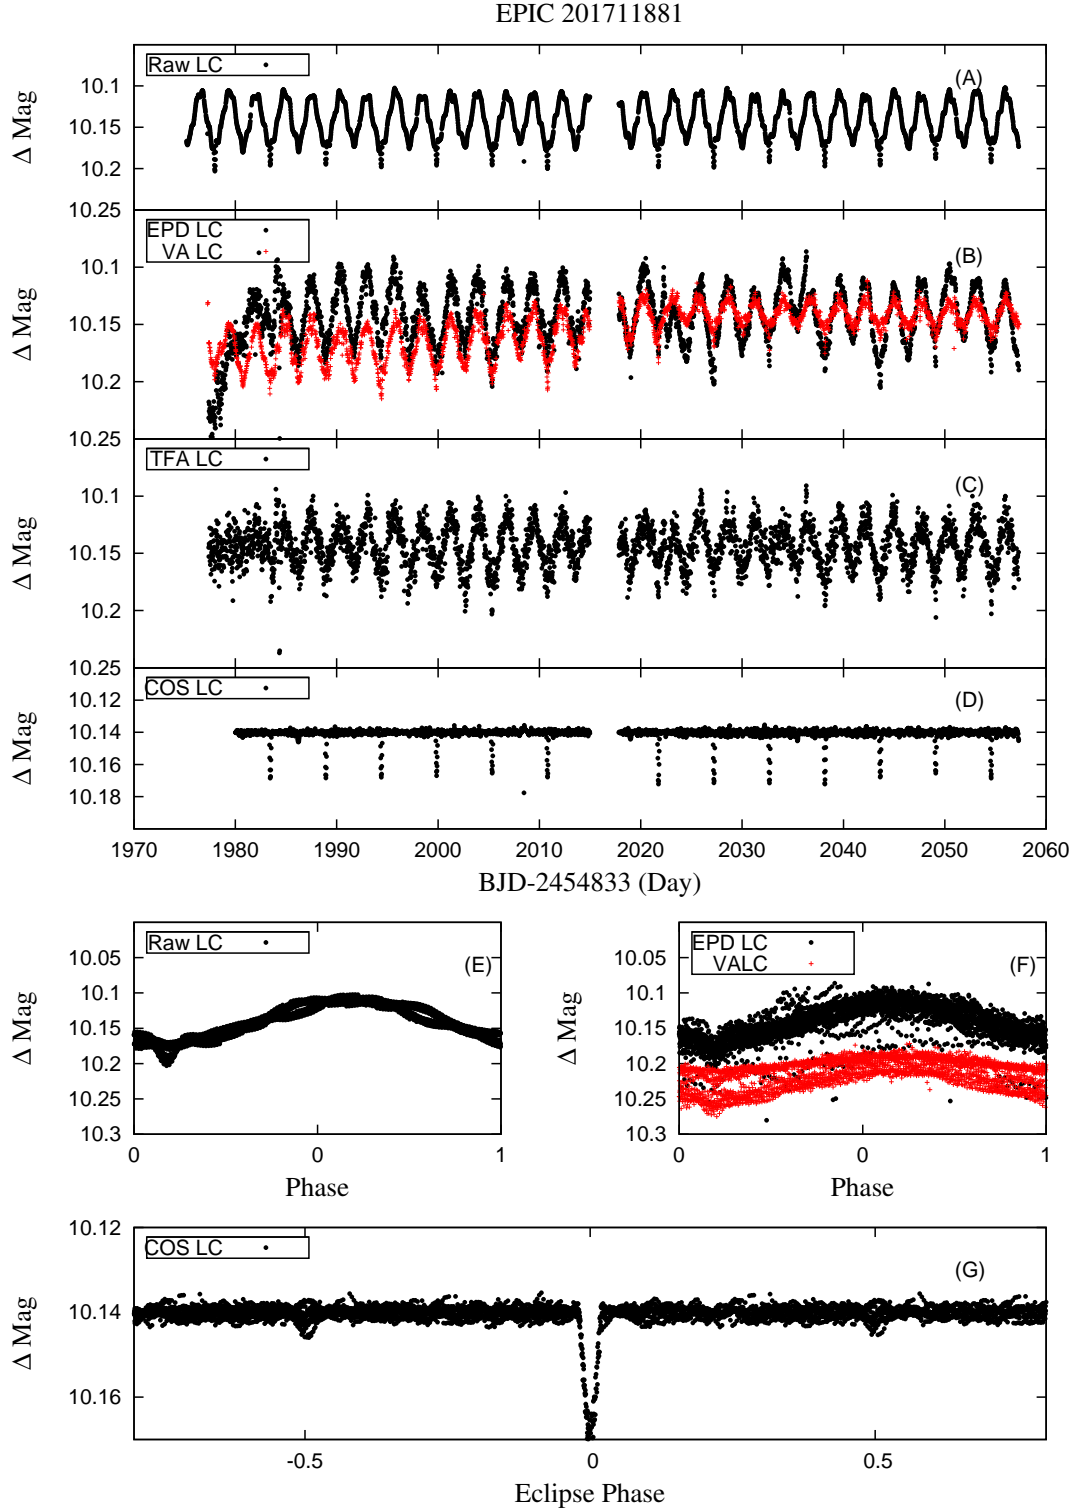 EPIC 201711881
Raw LC
(A)
Δ Mag
10.1
10.15
10.2
10.25
EPD LC
VA LC
(B)
Δ Mag
10.1
10.15
10.2
10.25
TFA LC
(C)
Δ Mag
10.1
10.15
10.2
10.25
COS LC
(D)
Δ Mag
10.12
10.14
10.16
10.18
1970 1980 1990 2000 2010 2020 2030 2040 2050 2060
BJD-2454833 (Day)
Raw LC
(E)
Δ Mag
10.05
10.1
10.15
10.2
10.25
10.3
0 0 1
Phase
EPD LC
VALC
(F)
Δ Mag
10.05
10.1
10.15
10.2
10.25
10.3
0 0 1
Phase
COS LC
(G)
Δ Mag
10.12
10.14
10.16
-0.5 0 0.5
Eclipse Phase